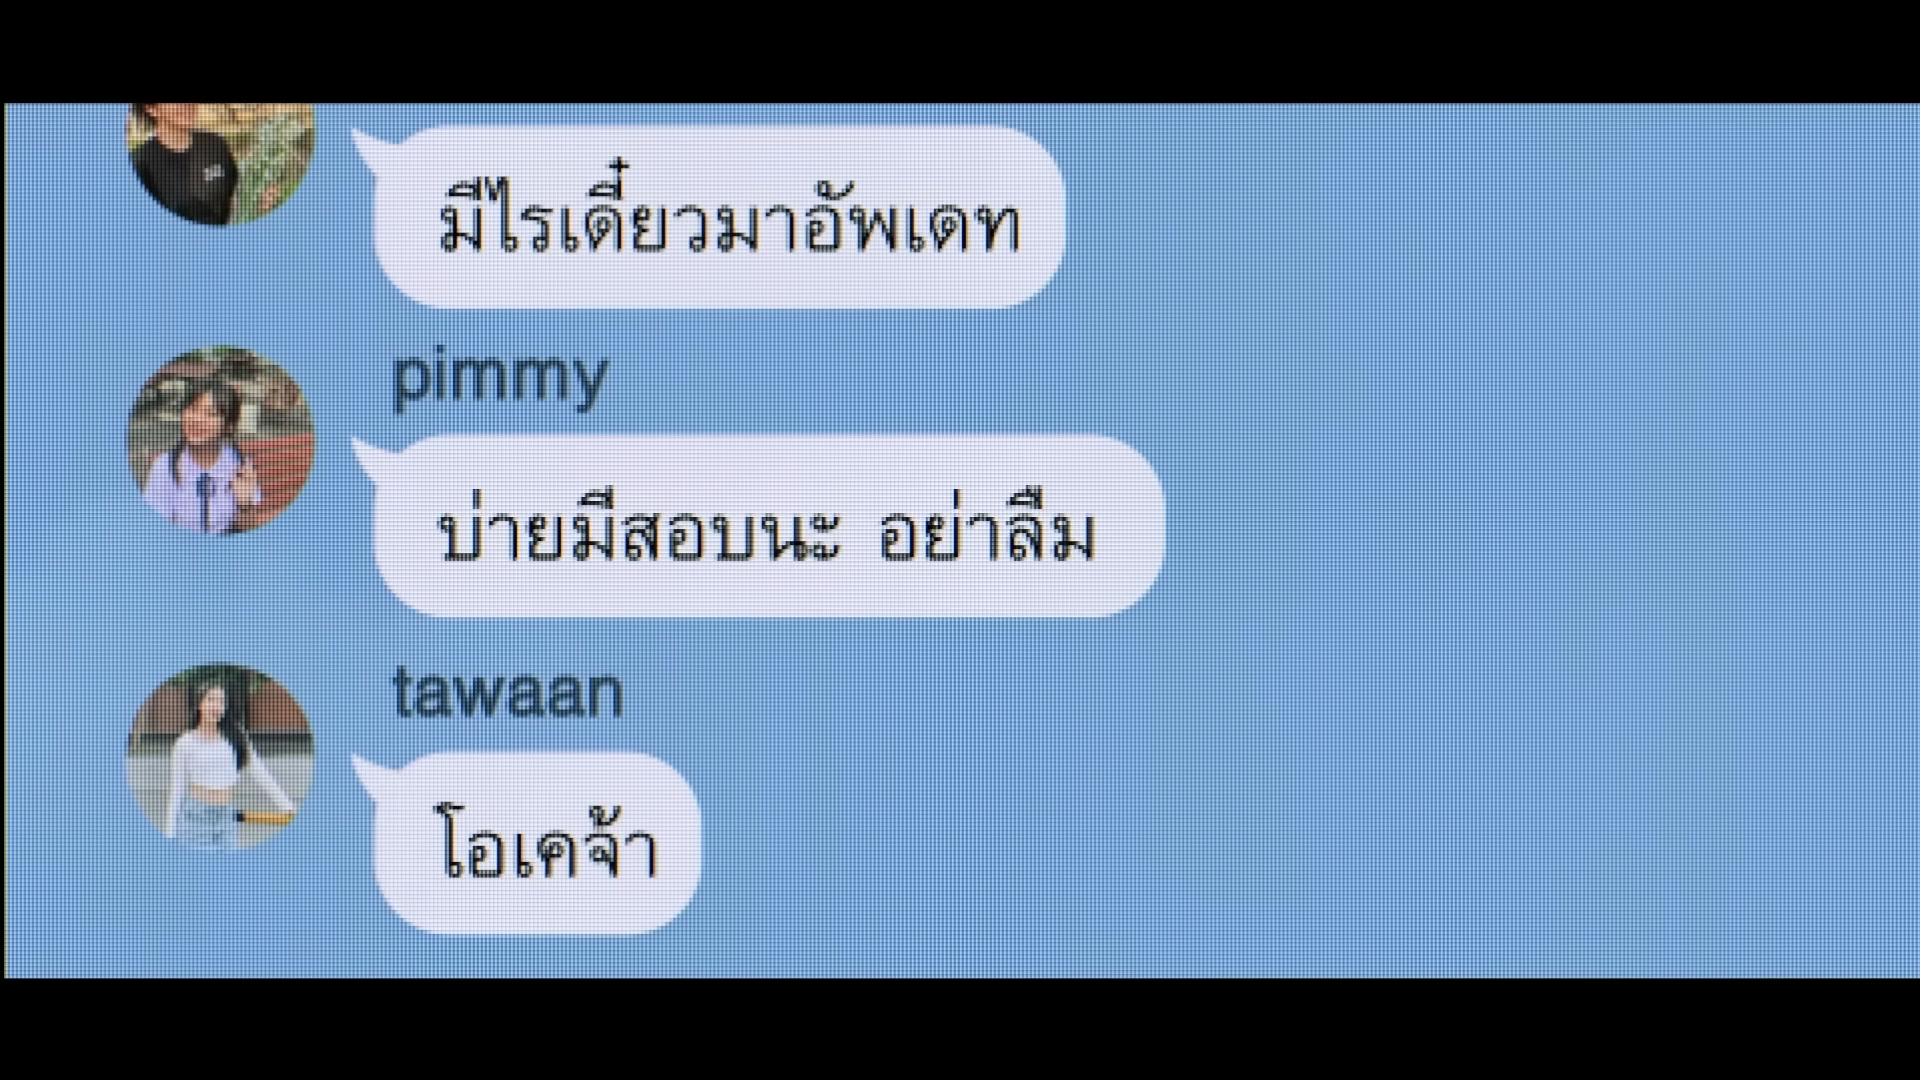 มีไรเดี๋ยวมาอัพเดท
pimmy
บ่ายมีสอบนะ อย่าลืม
tawaan
โอเคจ้า